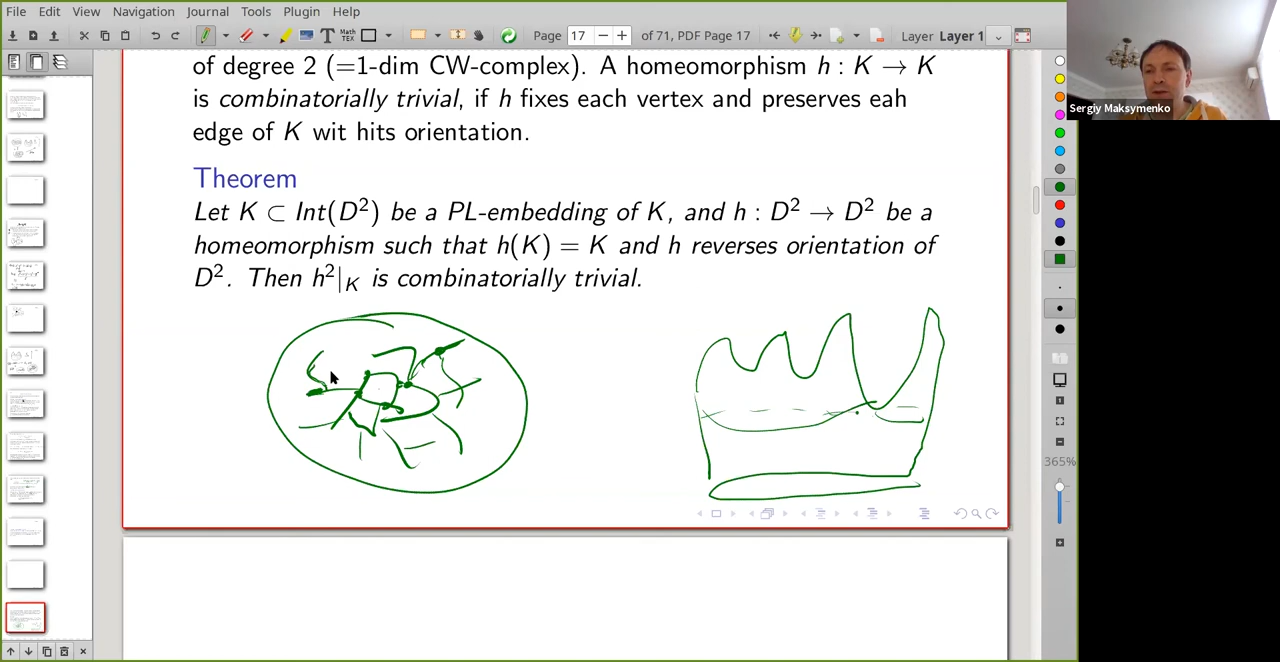 File Edit View Navigation Journal Tools Plugin Help
Math TEX Page 17 of 71, PDF Page 17 Layer Layer 1
of degree 2 (=1-dim CW-complex). A homeomorphism h : K → K
is combinatorially trivial, if h fixes each vertex and preserves eah
edge of K wit hits orientation.
Theorem
Let K ⊂ Int(D²) be a PL-embedding of K, and h : D² → D² be a
homeomorphism such that h(K) = K and h reverses orientation of
D². Then h²|K is combinatorially trivial.
Sergiy Maksymenko
365%